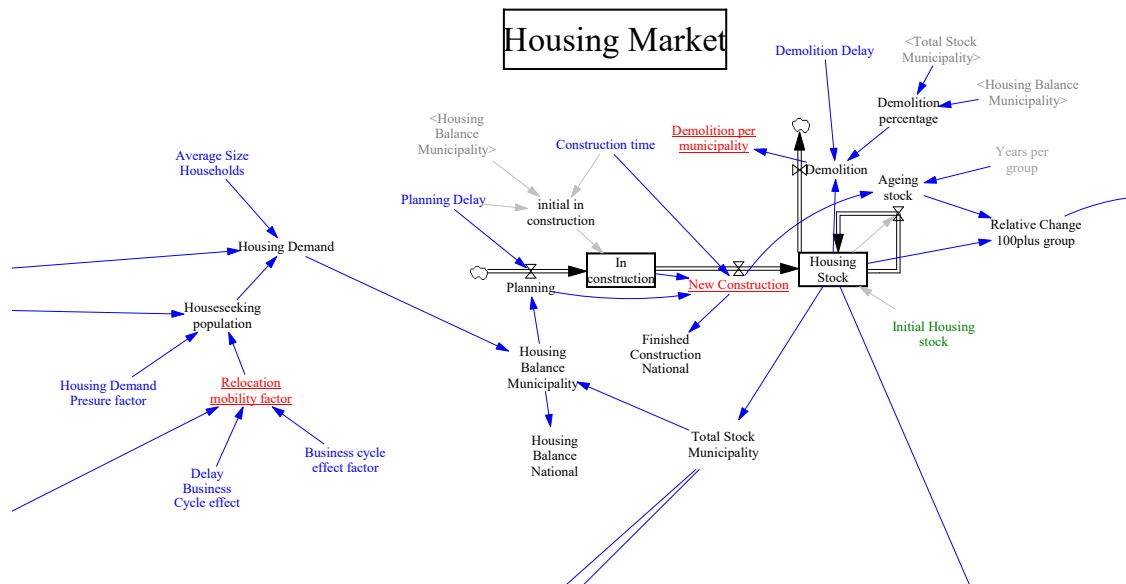 Housing Market
<Total Stock
Municipality>
Demolition Delay
<Housing Balance
Municipality>
Demolition
percentage
<Housing
Balance
Municipality>
Demolition per
municipality
Construction time
Average Size
Households
Years per
group
Demolition
Ageing
stock
Planning Delay
initial in
construction
Relative Change
100plus group
Housing Demand
In
construction
Housing
Stock
Planning
New Construction
Houseseeking
population
Initial Housing
stock
Finished
Construction
National
Housing
Balance
Municipality
Housing Demand
Presure factor
Relocation
mobility factor
Total Stock
Municipality
Housing
Balance
National
Business cycle
effect factor
Delay
Business
Cycle effect